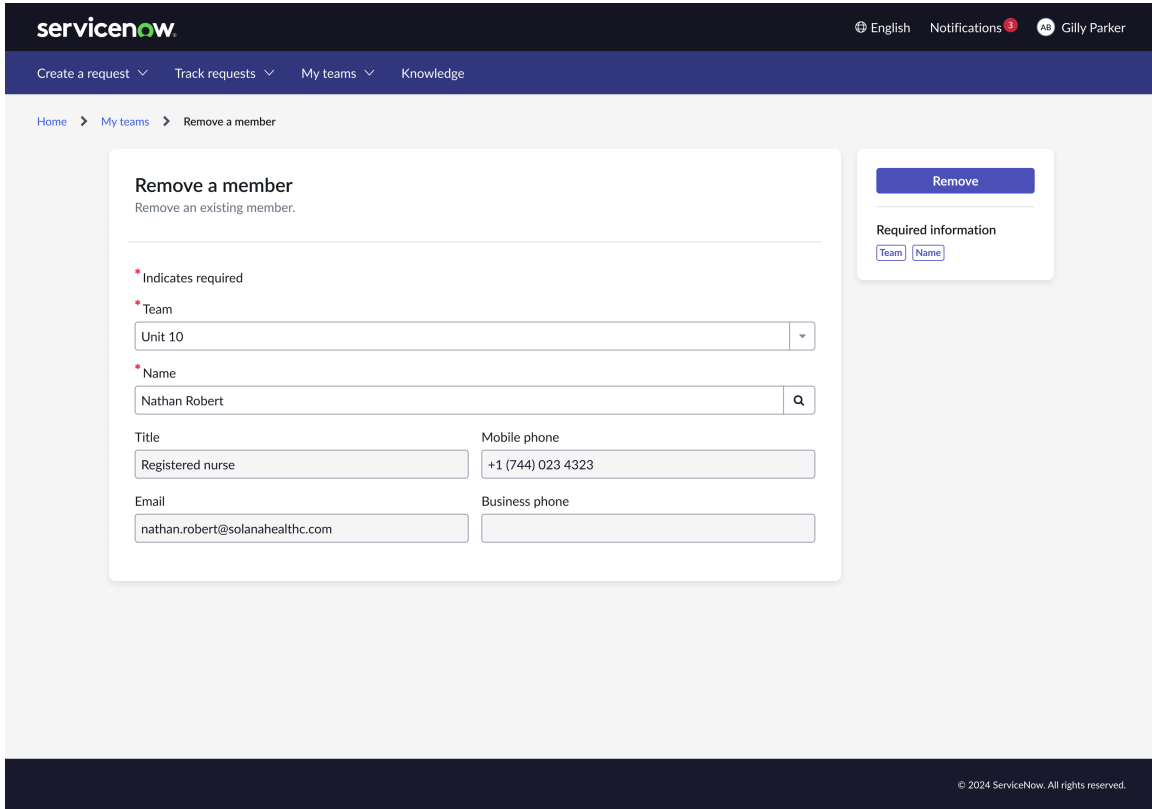 servicenow.
English Notifications 3 AB Gilly Parker
Create a request Track requests My teams Knowledge
Home My teams Remove a member
Remove a member
Remove an existing member.
Remove
Required information
Team Name
* Indicates required
* Team
Unit 10
* Name
Nathan Robert
Title Mobile phone
Registered nurse +1 (744) 023 4323
Email Business phone
nathan.robert@solanahealthc.com
© 2024 ServiceNow. All rights reserved.